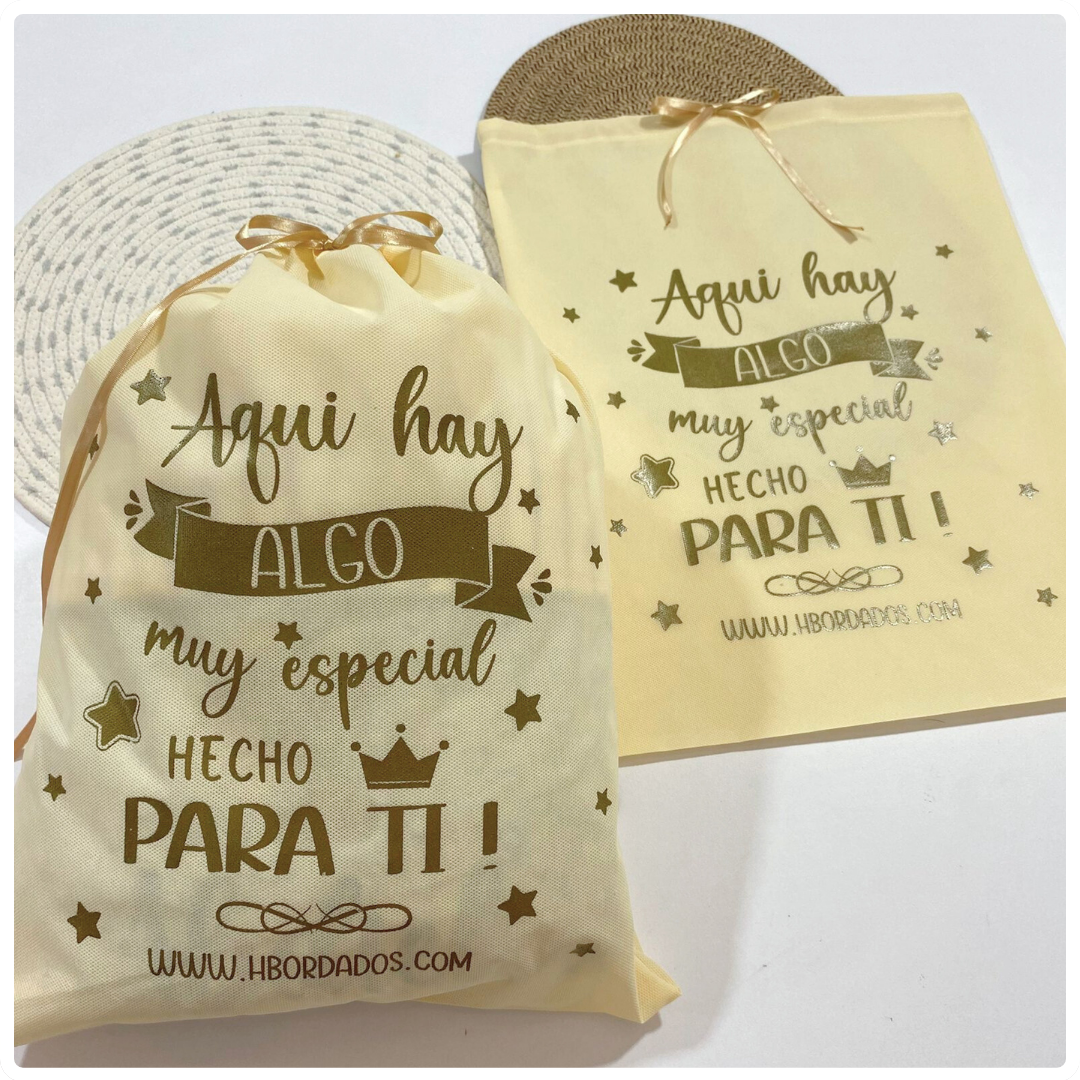 Aqui hay
ALGO
muy especial
HECHO
PARA TI !
WWW.HBORDADOS.COM
Aqui hay
ALGO
muy especial
HECHO
PARA TI !
WWW.HBORDADOS.COM